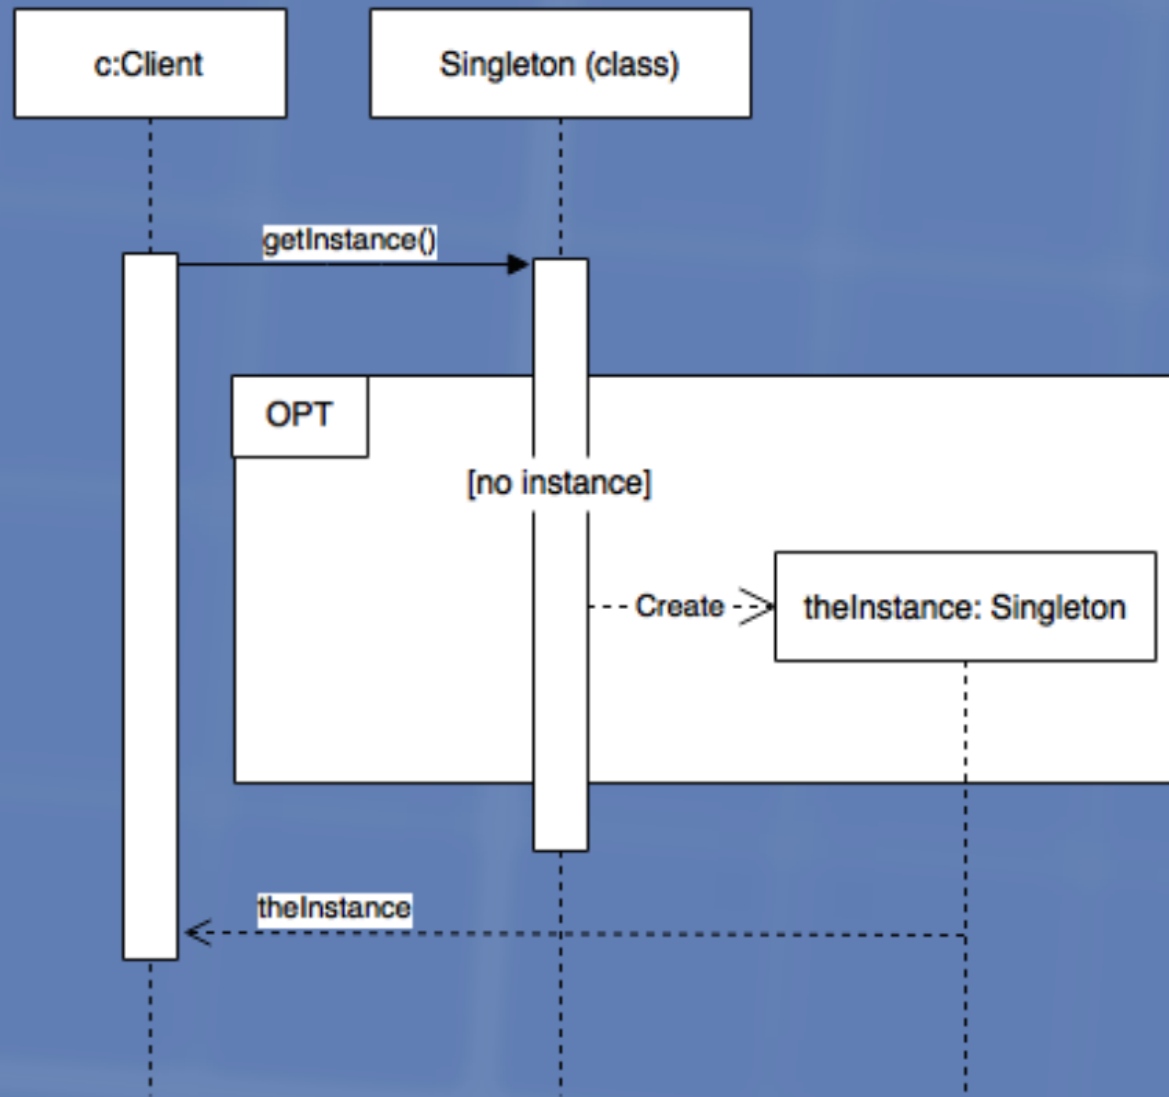 c:Client
Singleton (class)
getInstance()
OPT
[no instance]
Create
theInstance: Singleton
theInstance